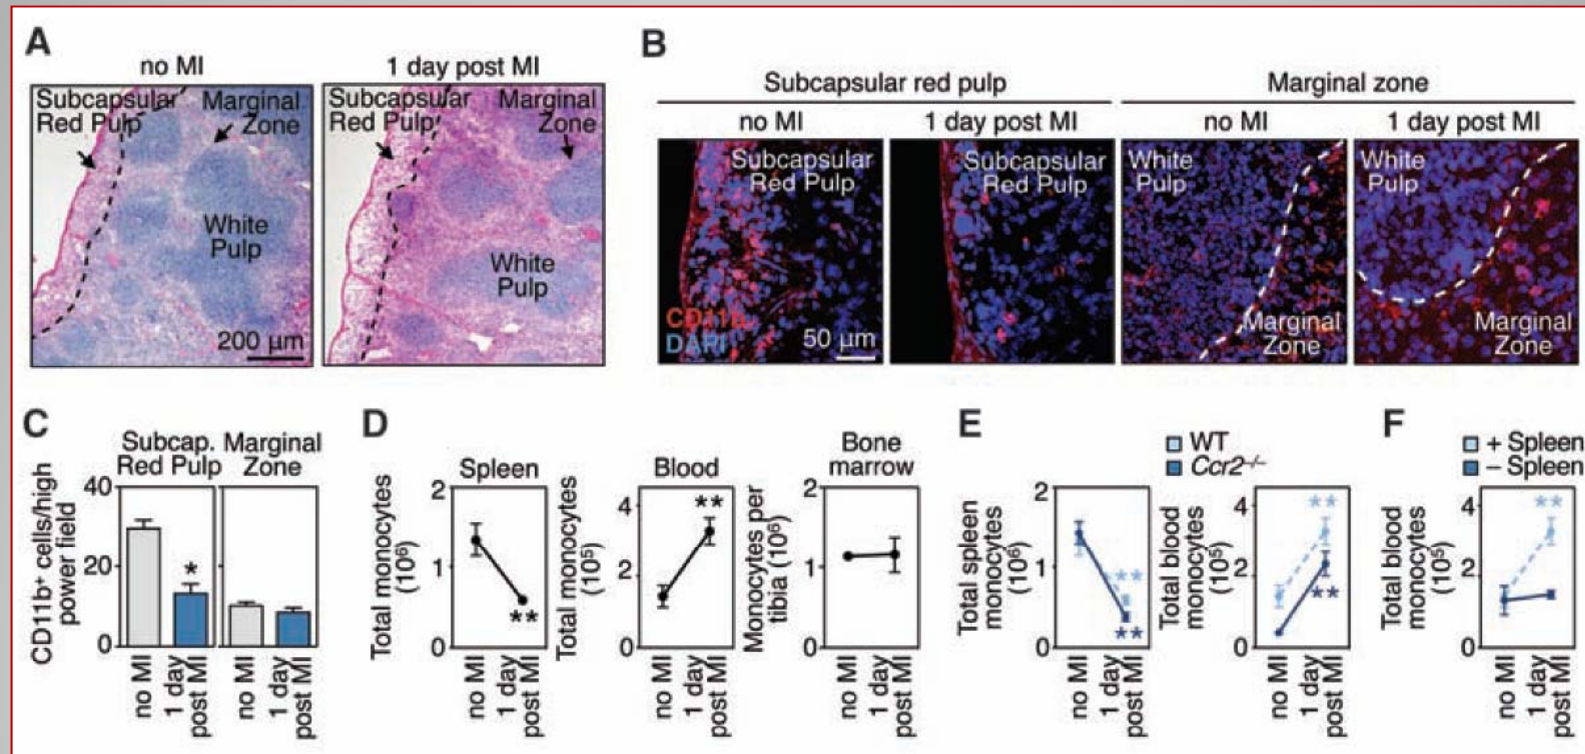 A
no MI
1 day post MI
Subcapsular
Red Pulp
Marginal
Zone
White
Pulp
200 µm
Subcapsular
Red Pulp
Marginal
Zone
White
Pulp
B
Subcapsular red pulp
Marginal zone
no MI
1 day post MI
no MI
1 day post MI
Subcapsular
Red Pulp
CD11b
DAPI
50 µm
Subcapsular
Red Pulp
White
Pulp
Marginal
Zone
White
Pulp
Marginal
Zone
C
Subcap.
Red Pulp
Marginal
Zone
CD11b+ cells/high
power field
40
20
0
*
no MI
1 day
post MI
no MI
1 day
post MI
D
Spleen
Total monocytes
(10⁶)
2
1
0
**
no MI
1 day
post MI
Blood
Total monocytes
(10⁵)
4
2
0
**
no MI
1 day
post MI
Bone
marrow
Monocytes per
tibia (10⁶)
2
1
0
no MI
1 day
post MI
E
WT
Ccr2⁻/⁻
Total spleen
monocytes
(10⁶)
2
1
0
**
**
no MI
1 day
post MI
Total blood
monocytes
(10⁵)
4
2
0
**
**
no MI
1 day
post MI
F
+ Spleen
– Spleen
Total blood
monocytes
(10⁵)
4
2
0
**
no MI
1 day
post MI